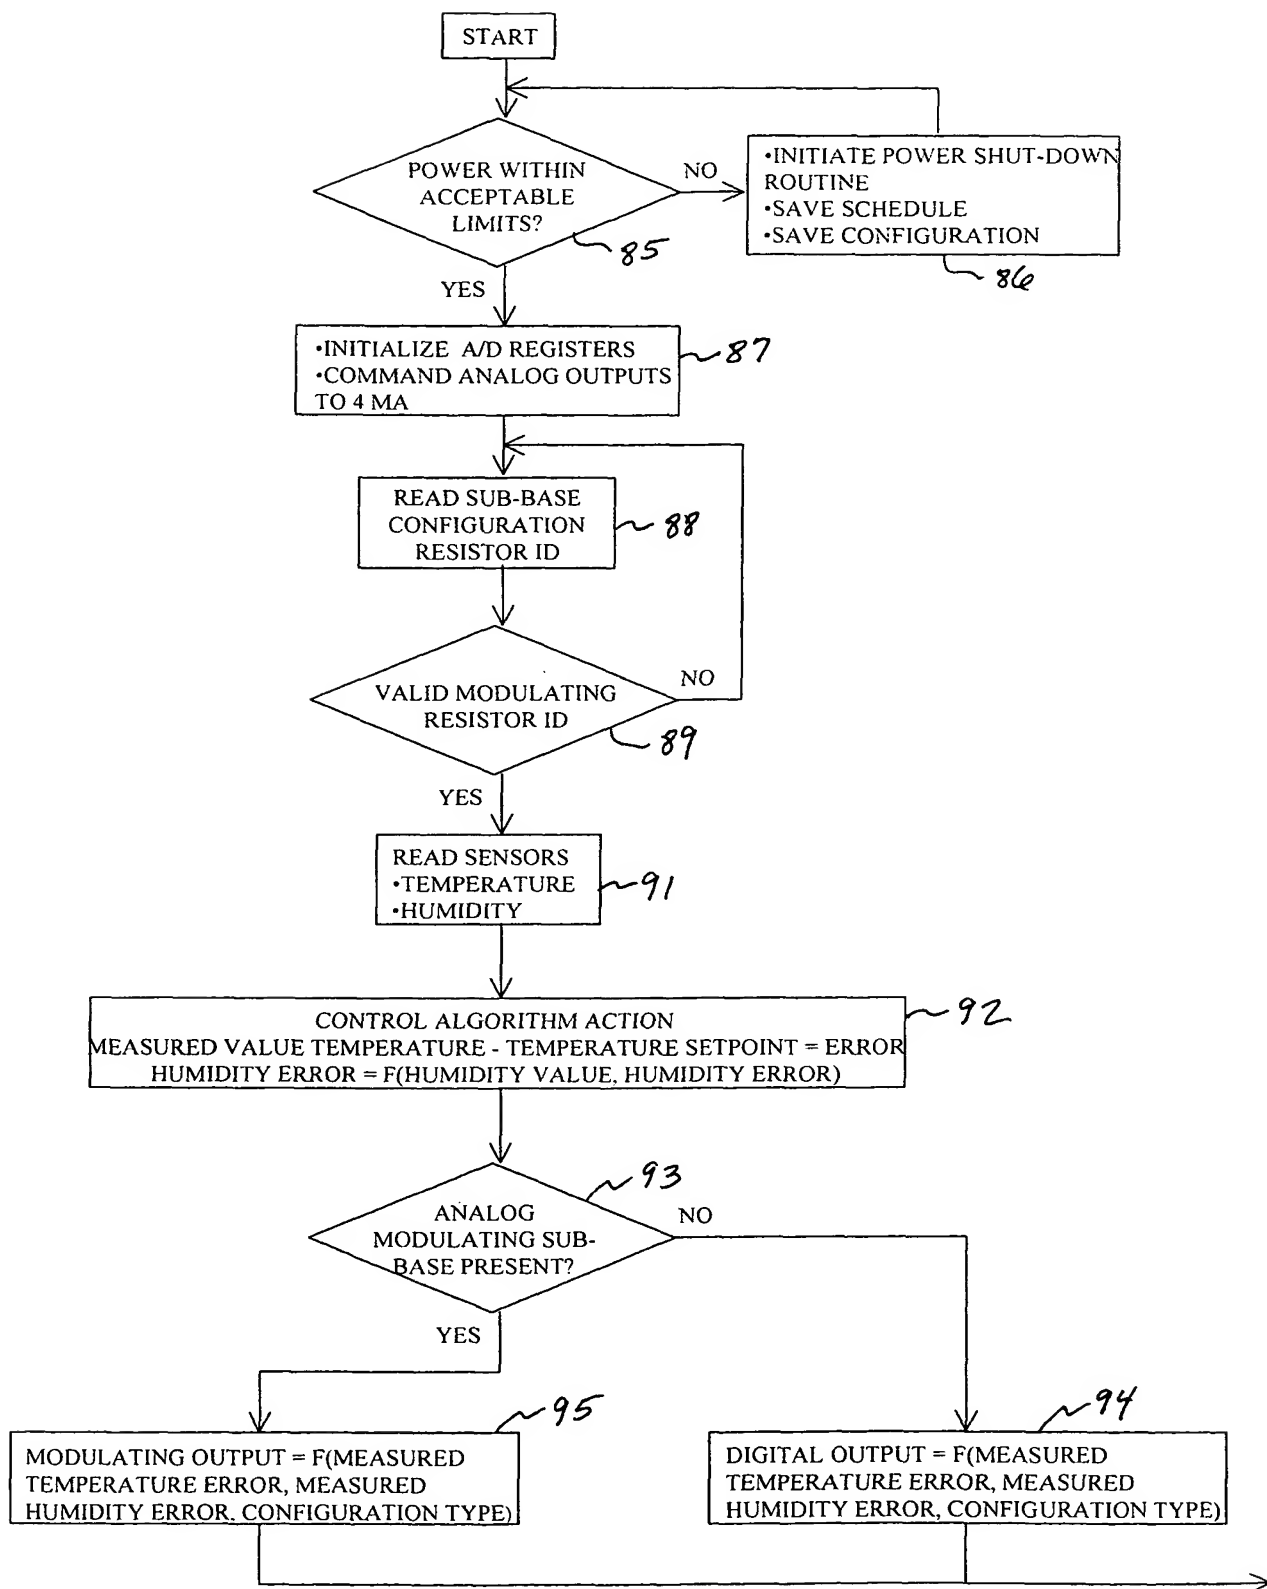 START
POWER WITHIN
ACCEPTABLE
LIMITS?
85
NO
•INITIATE POWER SHUT-DOWN
ROUTINE
•SAVE SCHEDULE
•SAVE CONFIGURATION
86
YES
•INITIALIZE A/D REGISTERS
•COMMAND ANALOG OUTPUTS
TO 4 MA
87
READ SUB-BASE
CONFIGURATION
RESISTOR ID
88
VALID MODULATING
RESISTOR ID
89
NO
YES
READ SENSORS
•TEMPERATURE
•HUMIDITY
91
CONTROL ALGORITHM ACTION
MEASURED VALUE TEMPERATURE - TEMPERATURE SETPOINT = ERROR
HUMIDITY ERROR = F(HUMIDITY VALUE, HUMIDITY ERROR)
92
93
ANALOG
MODULATING SUB-
BASE PRESENT?
NO
YES
95
MODULATING OUTPUT = F(MEASURED
TEMPERATURE ERROR, MEASURED
HUMIDITY ERROR, CONFIGURATION TYPE)
94
DIGITAL OUTPUT = F(MEASURED
TEMPERATURE ERROR, MEASURED
HUMIDITY ERROR, CONFIGURATION TYPE)